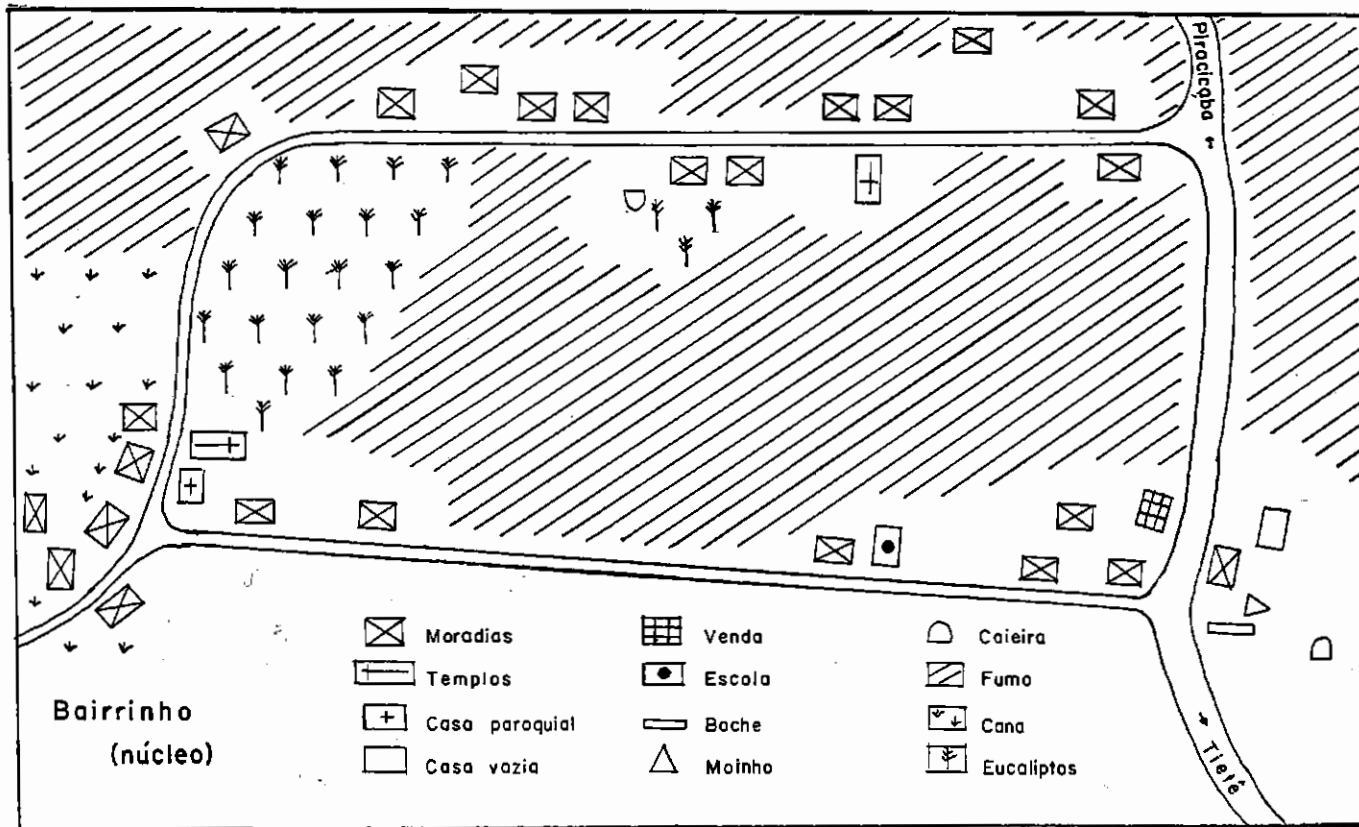 Piracicaba
Moradias
Templos
Casa paroquial
Casa vazia
Venda
Escola
Boche
Moinho
Caieira
Fumo
Cana
Eucaliptos
Bairrinho
(núcleo)
Tietê